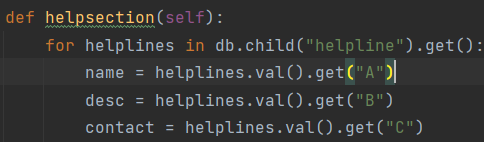 def helpsection(self):
    for helplines in db.child("helpline").get():
        name = helplines.val().get("A")
        desc = helplines.val().get("B")
        contact = helplines.val().get("C")